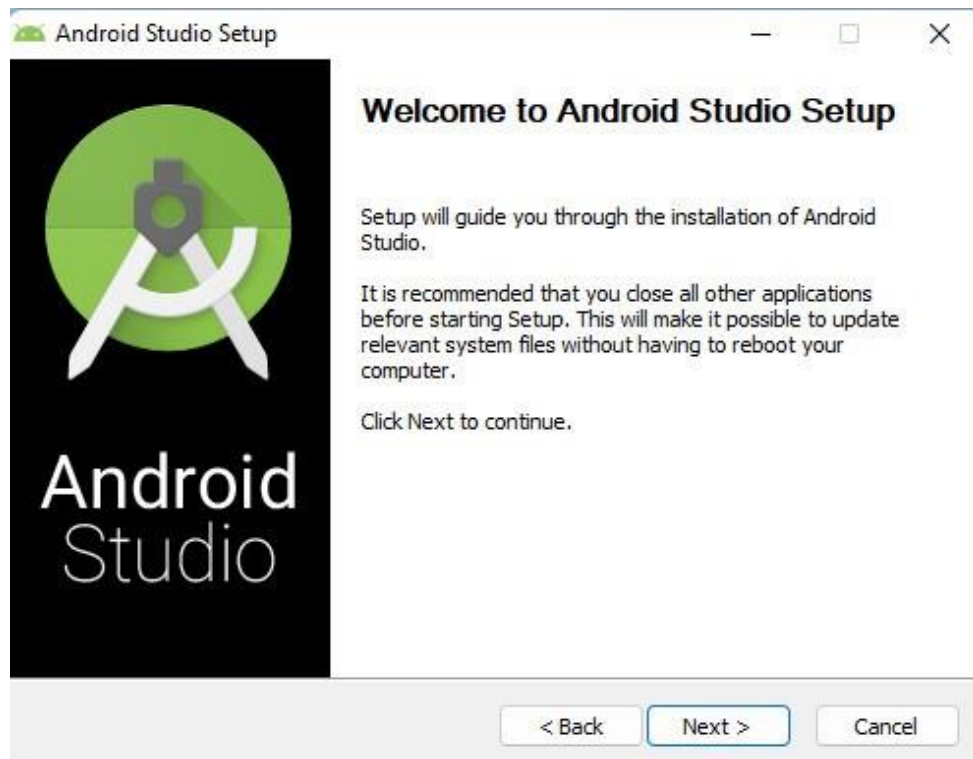 Android Studio Setup
Welcome to Android Studio Setup
Setup will guide you through the installation of Android
Studio.
It is recommended that you close all other applications
before starting Setup. This will make it possible to update
relevant system files without having to reboot your
computer.
Click Next to continue.
Android
Studio
< Back Next > Cancel